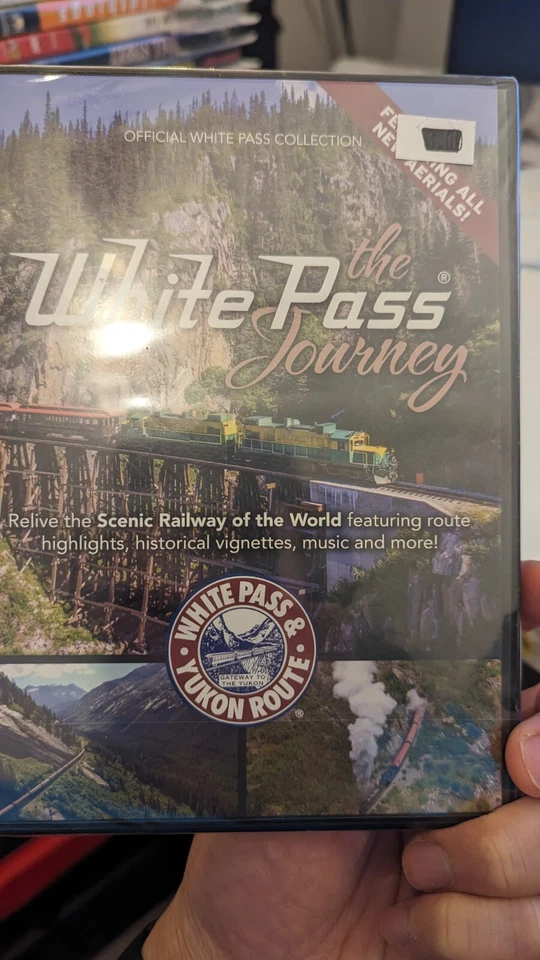 OFFICIAL WHITE PASS COLLECTION
ALL
AERIALS!
the
White Pass®
Journey
Relive the Scenic Railway of the World featuring route
highlights, historical vignettes, music and more!
WHITE PASS &
GATEWAY TO
THE YUKON
YUKON ROUTE
®